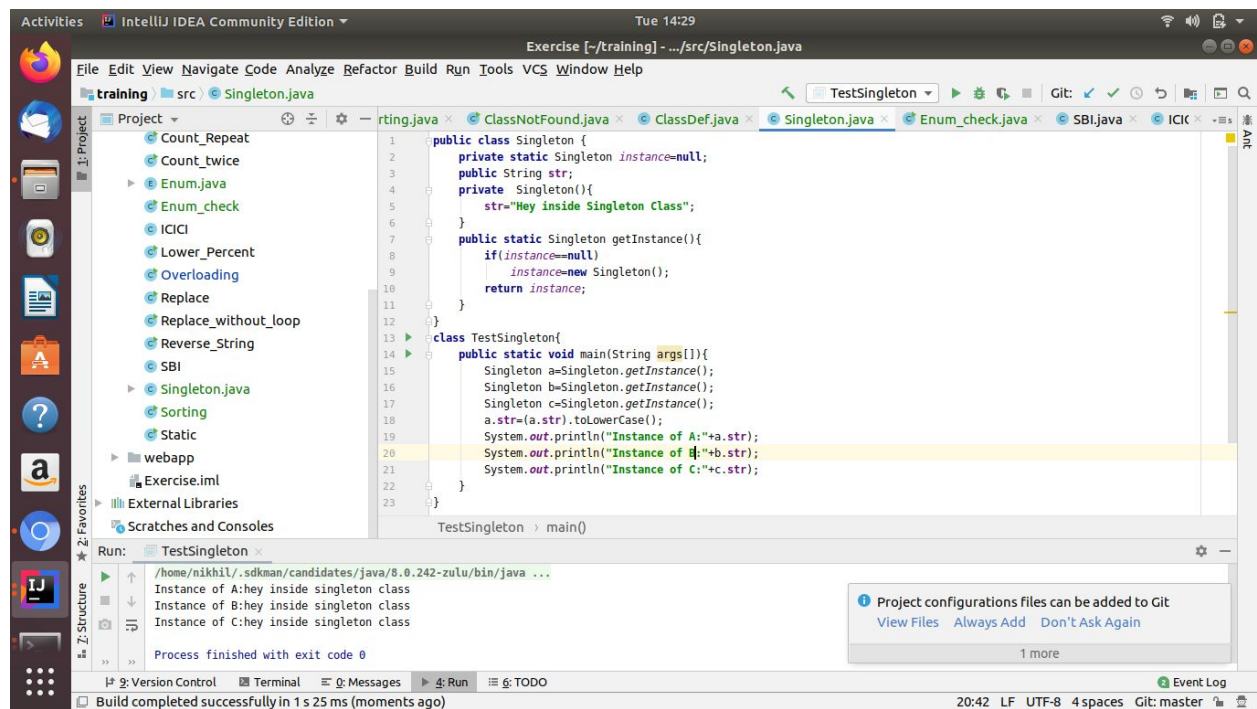 Activities IntelliJ IDEA Community Edition Tue 14:29
Exercise [~/training] - .../src/Singleton.java
File Edit View Navigate Code Analyze Refactor Build Run Tools VCS Window Help
training src Singleton.java TestSingleton Git:
1: Project
Project
rting.java ClassNotFound.java ClassDef.java Singleton.java Enum_check.java SBI.java ICIC
Ant
Count_Repeat
Count_twice
Enum.java
Enum_check
ICICI
Lower_Percent
Overloading
Replace
Replace_without_loop
Reverse_String
SBI
Singleton.java
Sorting
Static
webapp
Exercise.iml
External Libraries
Scratches and Consoles
1 public class Singleton {
2 private static Singleton instance=null;
3 public String str;
4 private Singleton(){
5 str="Hey inside Singleton Class";
6 }
7 public static Singleton getInstance(){
8 if(instance==null)
9 instance=new Singleton();
10 return instance;
11 }
12 }
13 class TestSingleton{
14 public static void main(String args[]){
15 Singleton a=Singleton.getInstance();
16 Singleton b=Singleton.getInstance();
17 Singleton c=Singleton.getInstance();
18 a.str=(a.str).toLowerCase();
19 System.out.println("Instance of A:"+a.str);
20 System.out.println("Instance of B:"+b.str);
21 System.out.println("Instance of C:"+c.str);
22 }
23 }
TestSingleton › main()
2: Favorites
Z: Structure
Run: TestSingleton
/home/nikhil/.sdkman/candidates/java/8.0.242-zulu/bin/java ...
Instance of A:hey inside singleton class
Instance of B:hey inside singleton class
Instance of C:hey inside singleton class
Process finished with exit code 0
Project configurations files can be added to Git
View Files Always Add Don't Ask Again
1 more
9: Version Control Terminal 0: Messages 4: Run 6: TODO 2 Event Log
Build completed successfully in 1 s 25 ms (moments ago) 20:42 LF UTF-8 4 spaces Git: master